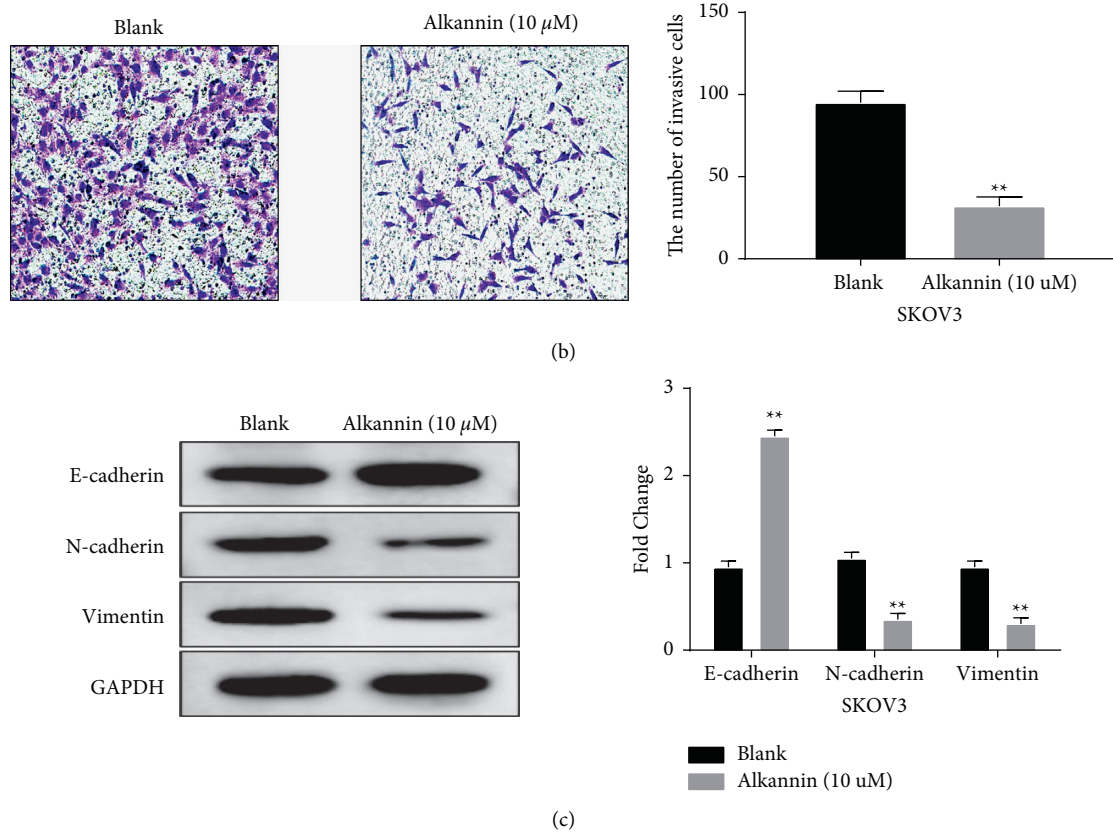 Blank
Alkannin (10 μM)
The number of invasive cells
150
100
50
0
**
Blank
Alkannin (10 uM)
SKOV3
(b)
Blank
Alkannin (10 μM)
E-cadherin
N-cadherin
Vimentin
GAPDH
Fold Change
3
2
1
0
**
**
**
E-cadherin
N-cadherin
Vimentin
SKOV3
Blank
Alkannin (10 uM)
(c)